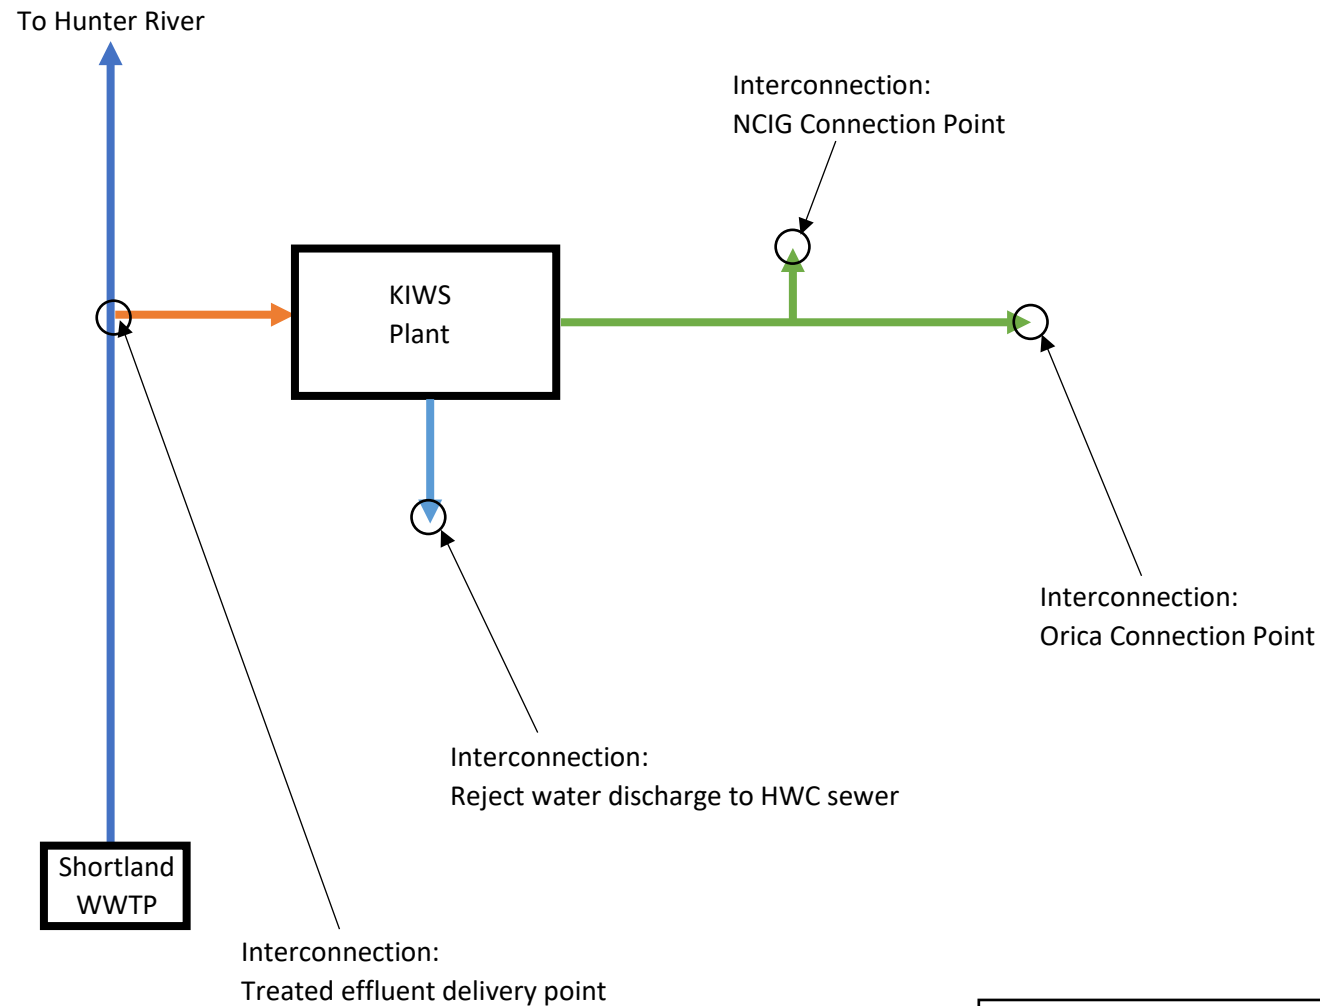 To Hunter River
Interconnection:
NCIG Connection Point
KIWS
Plant
Interconnection:
Orica Connection Point
Interconnection:
Reject water discharge to HWC sewer
Shortland
WWTP
Interconnection:
Treated effluent delivery point